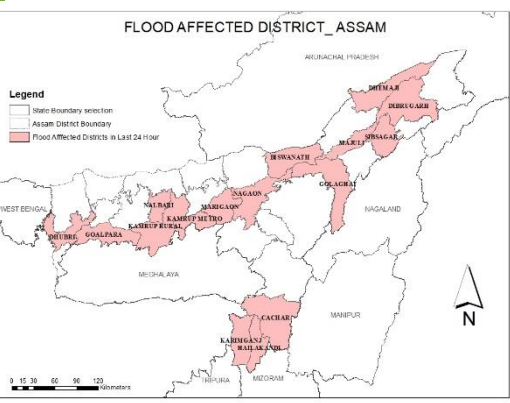 FLOOD AFFECTED DISTRICT_ ASSAM
ARUNACHAL PRADESH
Legend
State Boundary selection
Assam District Boundary
Flood Afffected Districts in Last 24 Hour
DHEMAJI
DIBRUGARH
SIBSAGAR
MAJULI
BISWANATH
GOLAGHAT
NAGAON
NALBARI
MARIGAON
KAMRUP METRO
KAMRUP RURAL
WEST BENGAL
DHUBRI
GOALPARA
NAGALAND
MEGHALAYA
N
MANIPUR
CACHAR
KARIMGANJ
HAILAKANDI
0 15 30 60 90 120
Kilometers
TRIPURA
MIZORAM